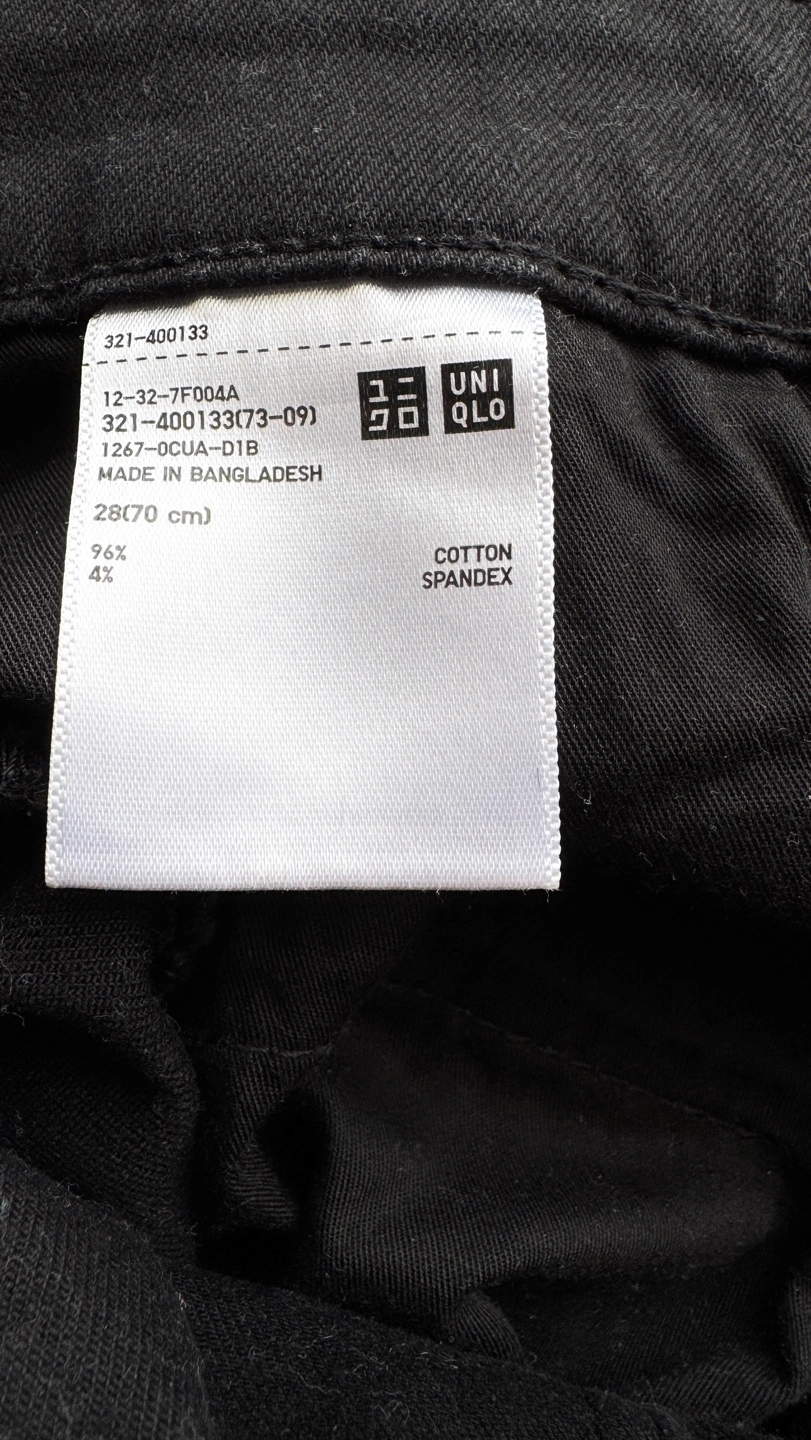 321-400133
12-32-7F004A
321-400133(73-09)
1267-0CUA-D1B
MADE IN BANGLADESH
ユニ
クロ
UNI
QLO
28(70 cm)
96% COTTON
4% SPANDEX